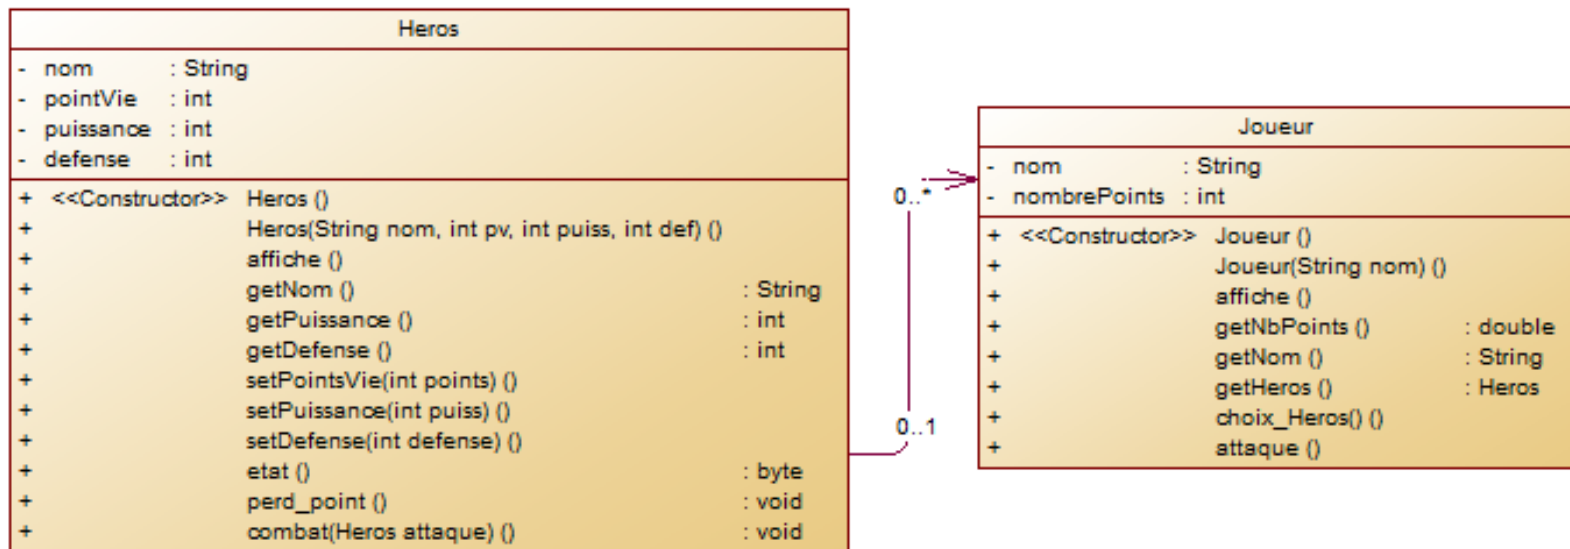 Heros
- nom : String
- pointVie : int
- puissance : int
- defense : int
+ <<Constructor>> Heros ()
+ Heros(String nom, int pv, int puiss, int def) ()
+ affiche ()
+ getNom () : String
+ getPuissance () : int
+ getDefense () : int
+ setPointsVie(int points) ()
+ setPuissance(int puiss) ()
+ setDefense(int defense) ()
+ etat () : byte
+ perd_point () : void
+ combat(Heros attaque) () : void
0..*
0..1
Joueur
- nom : String
- nombrePoints : int
+ <<Constructor>> Joueur ()
+ Joueur(String nom) ()
+ affiche ()
+ getNbPoints () : double
+ getNom () : String
+ getHeros () : Heros
+ choix_Heros() ()
+ attaque ()